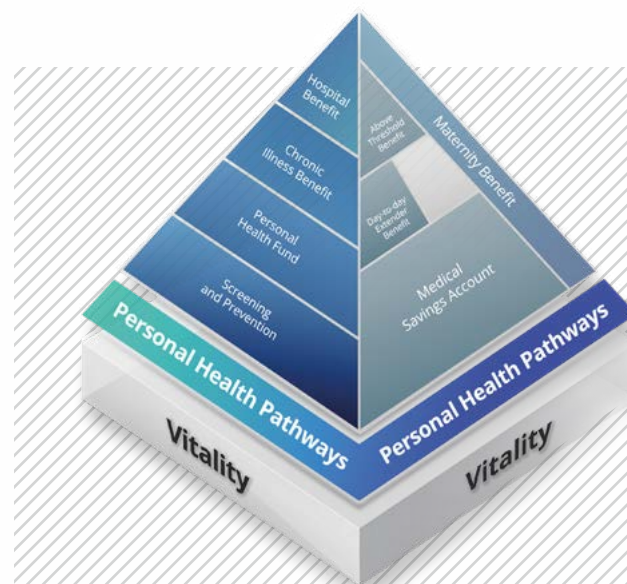 Hospital
Benefit
Chronic
Illness Benefit
Personal
Health Fund
Screening
and Prevention
Above
Threshold
Benefit
Maternity Benefit
Day-to-day
Extender
Benefit
Medical
Savings Account
Personal Health Pathways
Personal Health Pathways
Vitality
Vitality